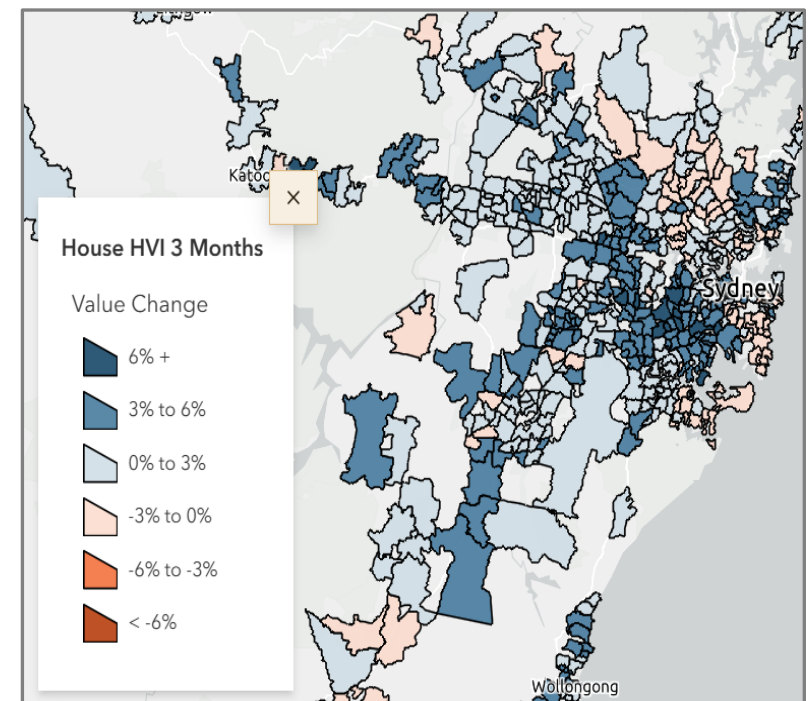 Katoo
×
House HVI 3 Months
Value Change
6% +
3% to 6%
0% to 3%
-3% to 0%
-6% to -3%
< -6%
Sydney
Wollongong